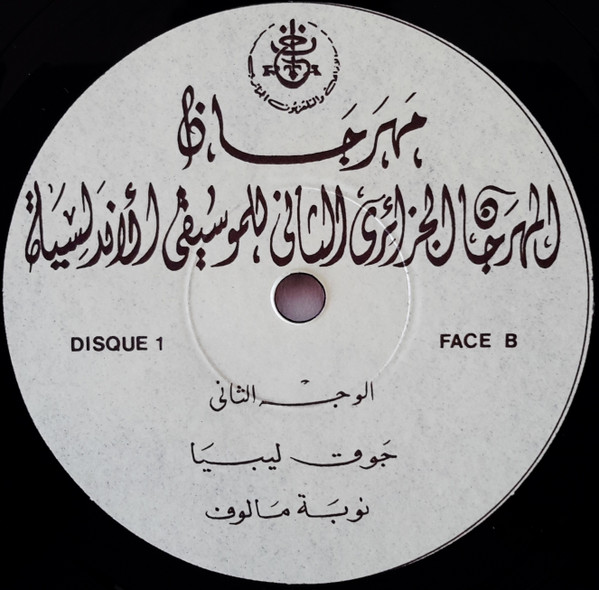 مهرجان
المهرجان الجزائري الثاني للموسيقى الأندلسية
DISQUE 1
FACE B
الوجه الثاني
جوق ليبيا
نوبة مالوف